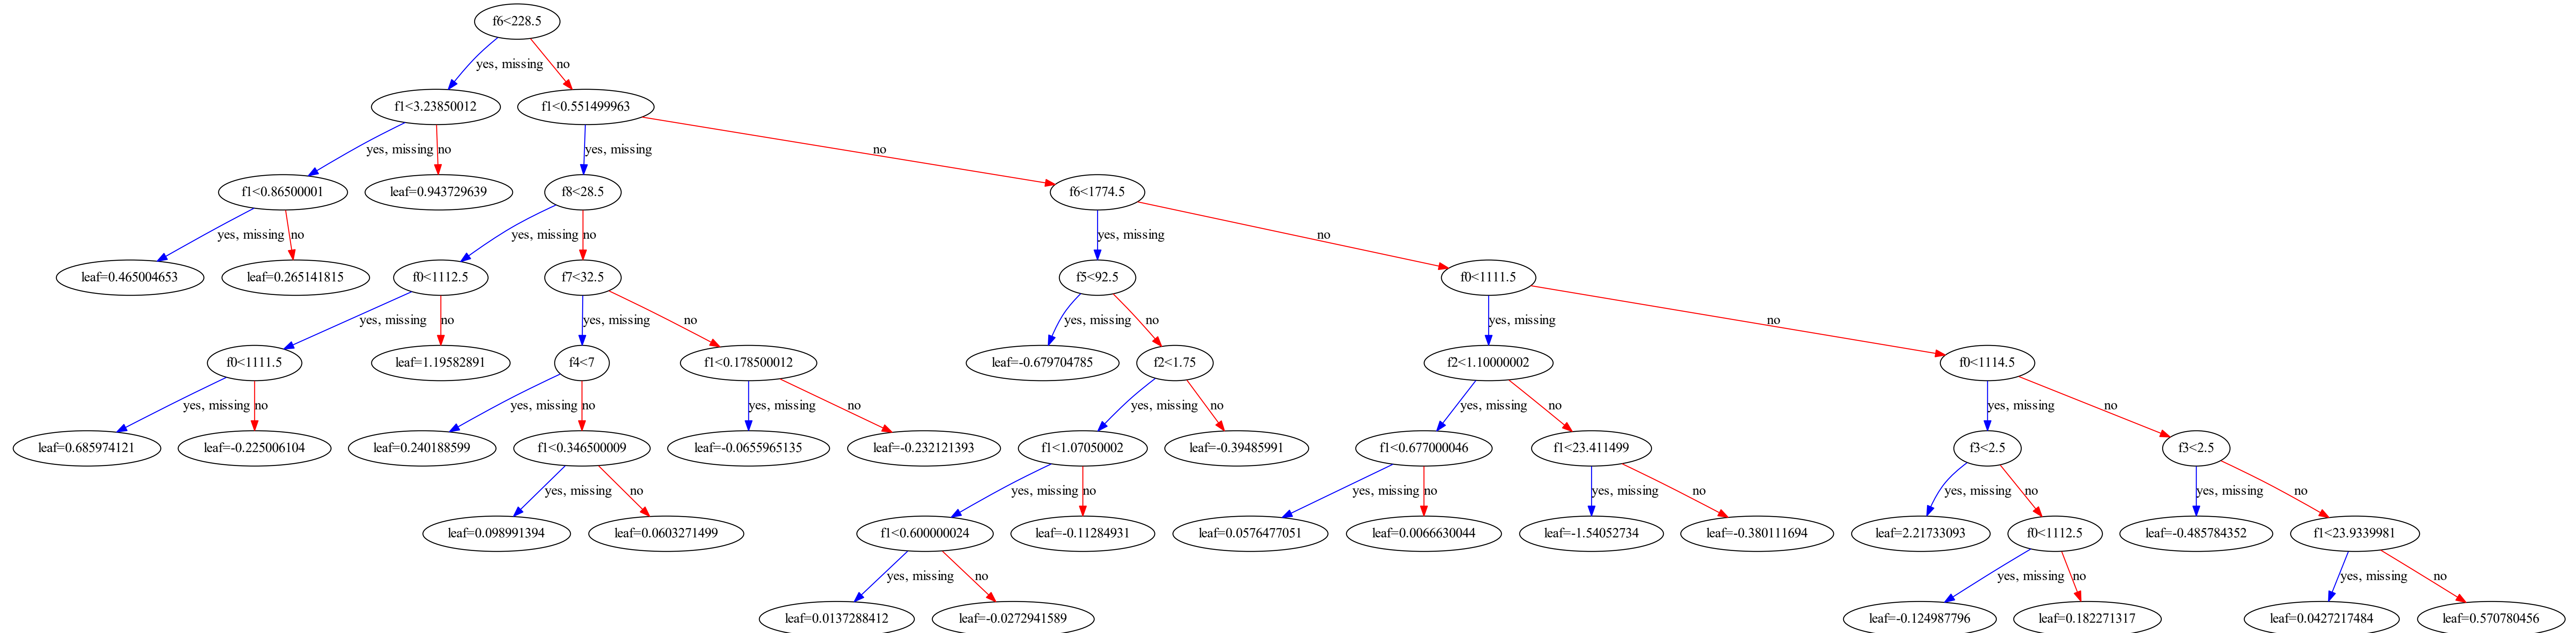 f6<228.5
yes, missing
no
f1<3.23850012
f1<0.551499963
yes, missing
no
yes, missing
no
f1<0.86500001
leaf=0.943729639
f8<28.5
f6<1774.5
yes, missing
no
yes, missing
no
yes, missing
no
leaf=0.465004653
leaf=0.265141815
f0<1112.5
f7<32.5
f5<92.5
f0<1111.5
yes, missing
no
yes, missing
no
yes, missing
no
yes, missing
no
f0<1111.5
leaf=1.19582891
f4<7
f1<0.178500012
leaf=-0.679704785
f2<1.75
f2<1.10000002
f0<1114.5
yes, missing
no
yes, missing
no
yes, missing
no
yes, missing
no
yes, missing
no
yes, missing
no
leaf=0.685974121
leaf=-0.225006104
leaf=0.240188599
f1<0.346500009
leaf=-0.0655965135
leaf=-0.232121393
f1<1.07050002
leaf=-0.39485991
f1<0.677000046
f1<23.411499
f3<2.5
f3<2.5
yes, missing
no
yes, missing
no
yes, missing
no
yes, missing
no
yes, missing
no
yes, missing
no
leaf=0.098991394
leaf=0.0603271499
f1<0.600000024
leaf=-0.11284931
leaf=0.0576477051
leaf=0.0066630044
leaf=-1.54052734
leaf=-0.380111694
leaf=2.21733093
f0<1112.5
leaf=-0.485784352
f1<23.9339981
yes, missing
no
yes, missing
no
yes, missing
no
leaf=0.0137288412
leaf=-0.0272941589
leaf=-0.124987796
leaf=0.182271317
leaf=0.0427217484
leaf=0.570780456